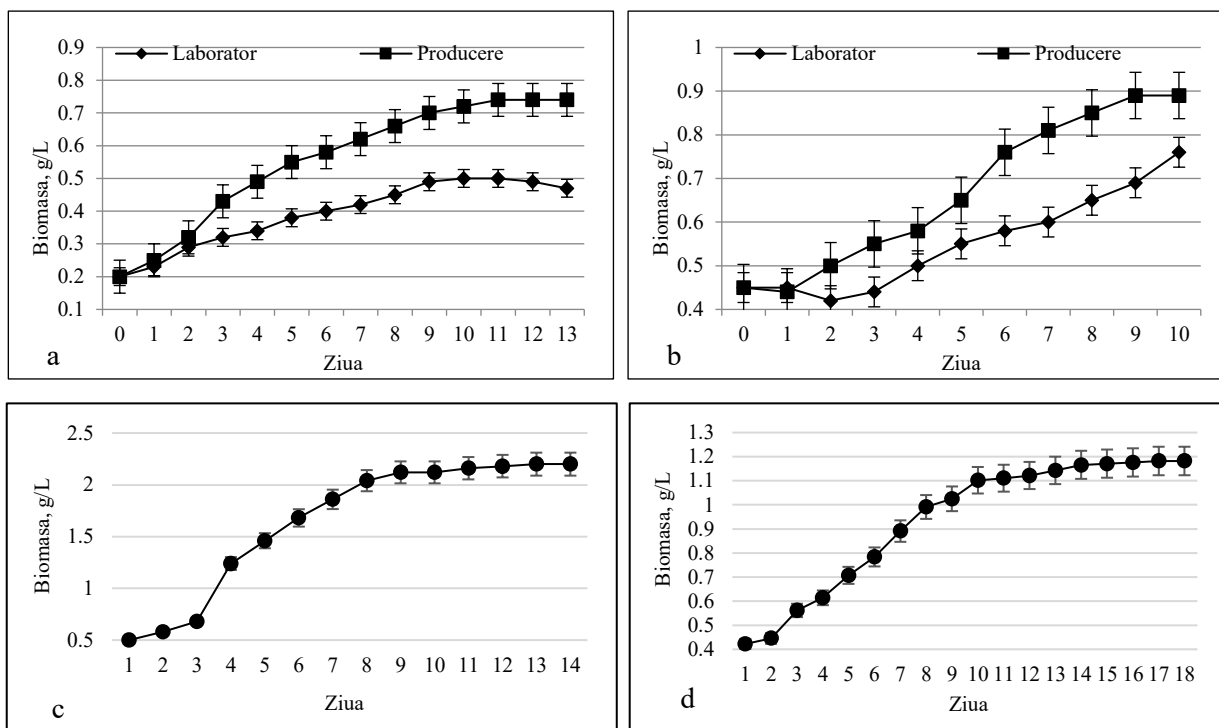 Laborator Producere
0.9
0.8
0.7
0.6
0.5
0.4
0.3
0.2
0.1
Biomasa, g/L
0 1 2 3 4 5 6 7 8 9 10 11 12 13
Ziua
a
Laborator Producere
1
0.9
0.8
0.7
0.6
0.5
0.4
Biomasa, g/L
0 1 2 3 4 5 6 7 8 9 10
Ziua
b
2.5
2
1.5
1
0.5
Biomasa, g/L
1 2 3 4 5 6 7 8 9 10 11 12 13 14
Ziua
c
1.3
1.2
1.1
1
0.9
0.8
0.7
0.6
0.5
0.4
Biomasa, g/L
1 2 3 4 5 6 7 8 9 10 11 12 13 14 15 16 17 18
Ziua
d